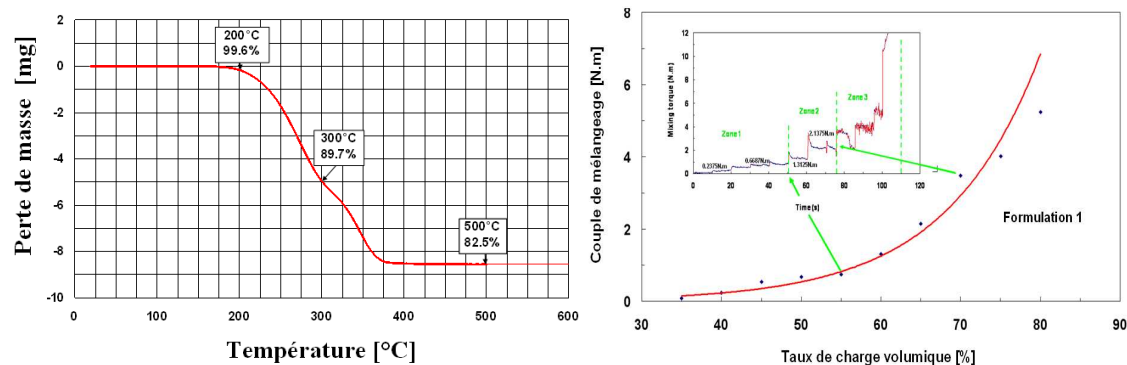 Perte de masse [mg]
2
0
-2
-4
-6
-8
-10
200°C
99.6%
300°C
89.7%
500°C
82.5%
0
100
200
300
400
500
600
Température [°C]
Couple de mélangeage [N.m]
8
6
4
2
0
Mixing torque (N.m)
12
10
8
6
4
2
0
Zone1
Zone2
Zone3
0.2375N.m
0.6687N.m
1.3125N.m
2.1375N.m
0
20
40
60
80
100
120
Time(s)
Formulation 1
30
40
50
60
70
80
90
Taux de charge volumique [%]